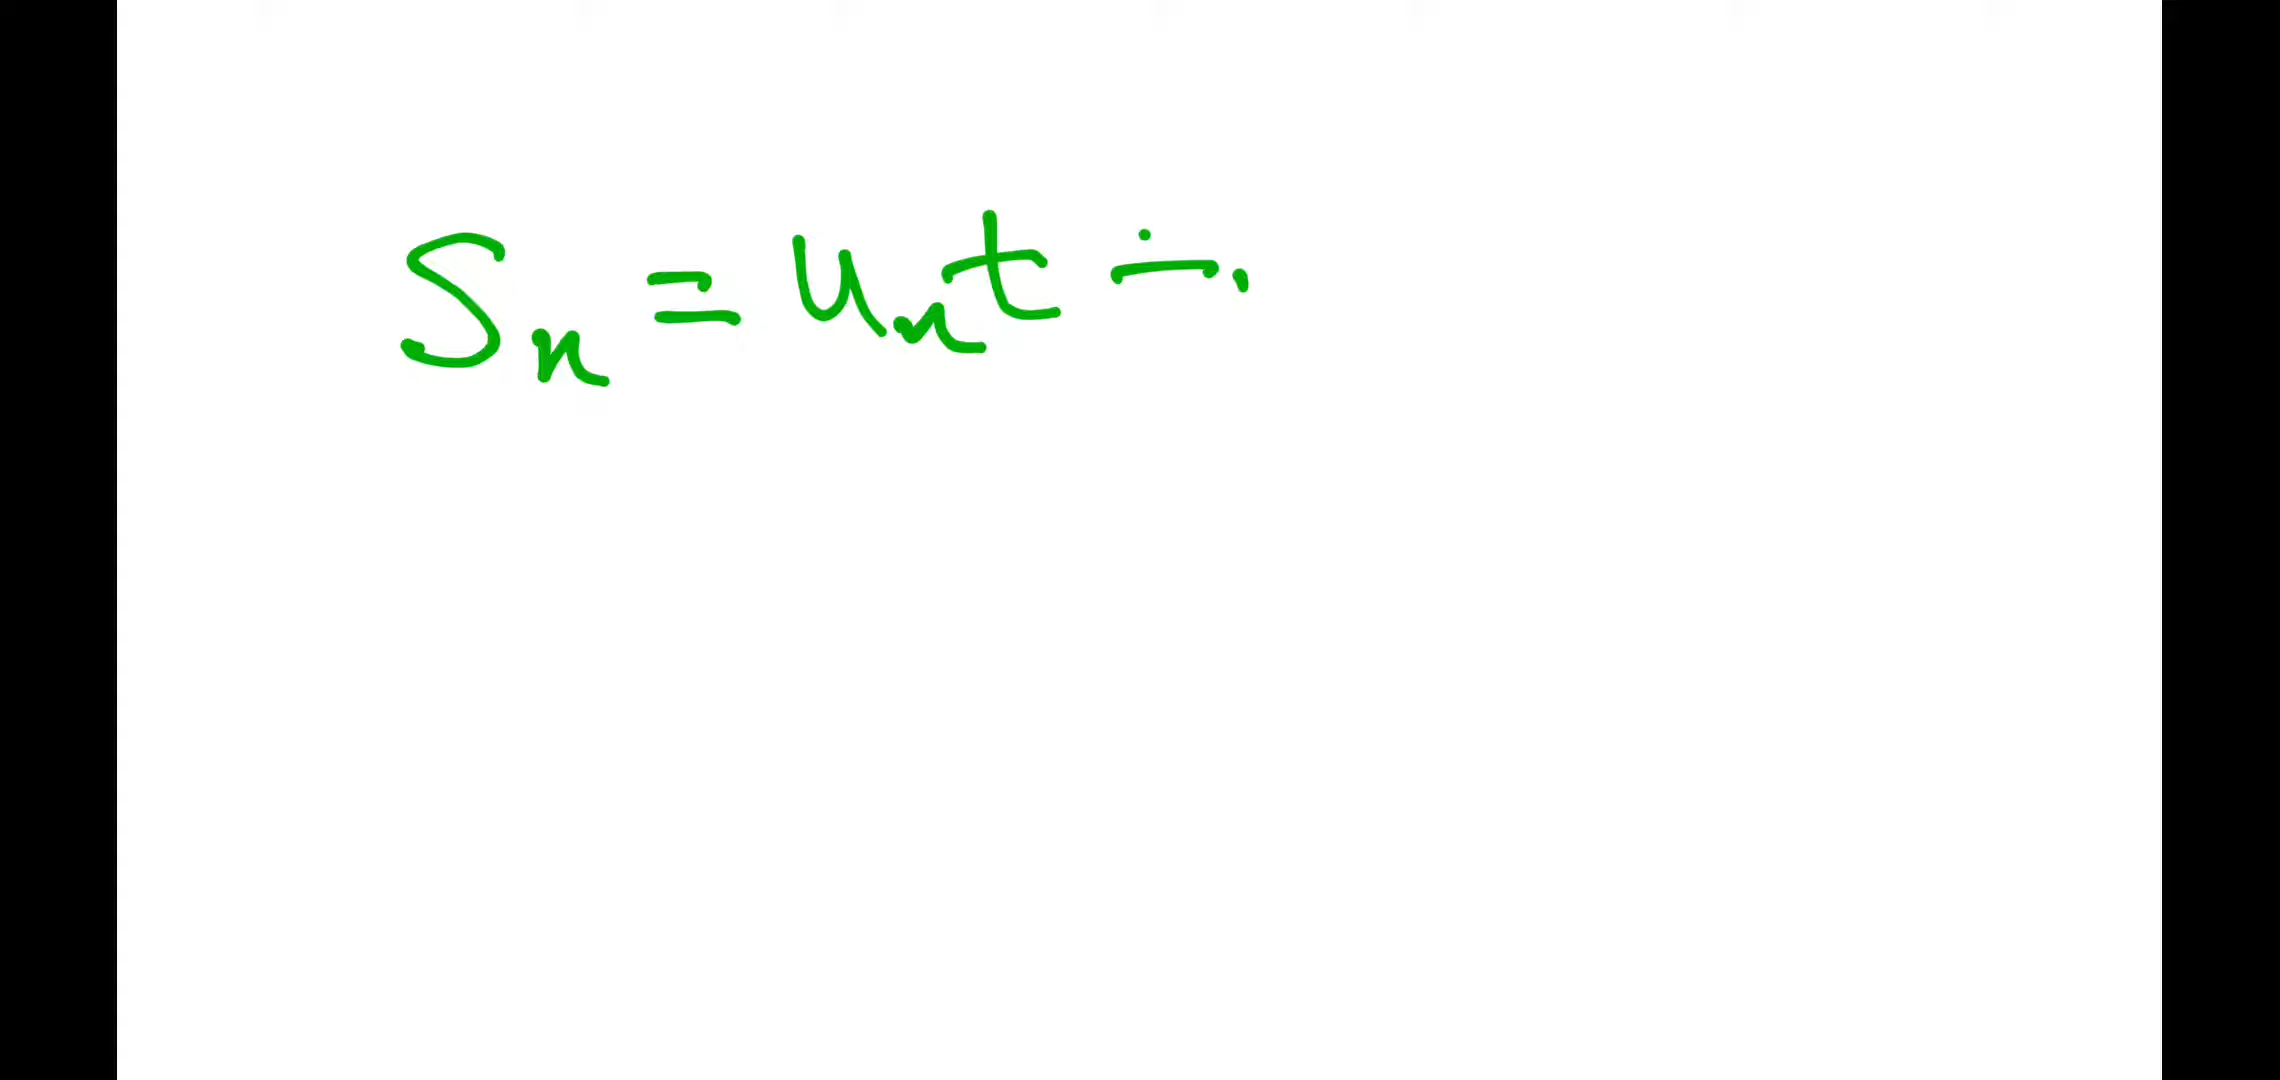 Sₙ = uₙt